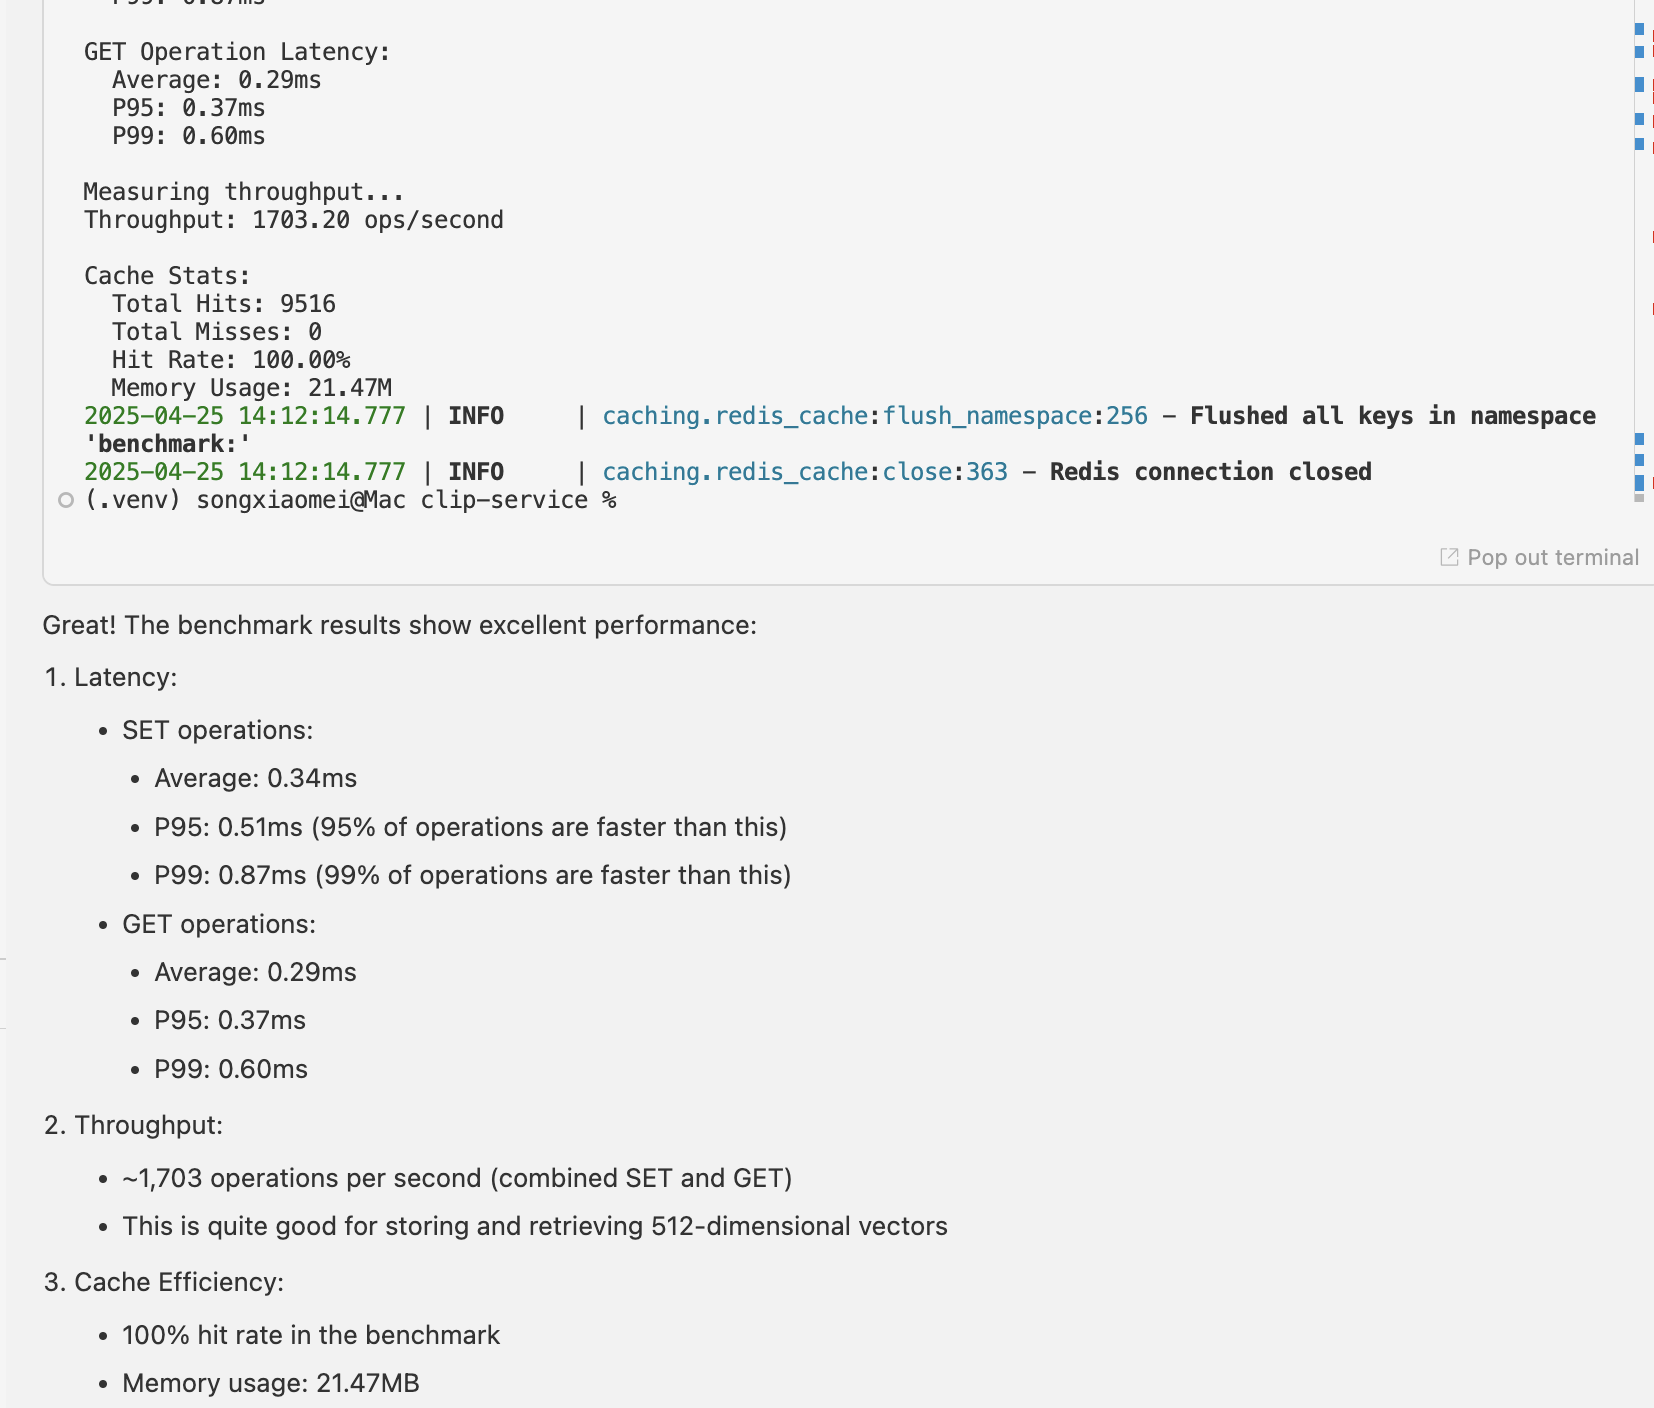 P99: 0.87ms
GET Operation Latency:
Average: 0.29ms
P95: 0.37ms
P99: 0.60ms
Measuring throughput...
Throughput: 1703.20 ops/second
Cache Stats:
Total Hits: 9516
Total Misses: 0
Hit Rate: 100.00%
Memory Usage: 21.47M
2025-04-25 14:12:14.777 | INFO     | caching.redis_cache:flush_namespace:256 - Flushed all keys in namespace
'benchmark:'
2025-04-25 14:12:14.777 | INFO     | caching.redis_cache:close:363 - Redis connection closed
(.venv) songxiaomei@Mac clip-service %
Pop out terminal
Great! The benchmark results show excellent performance:
1. Latency:
• SET operations:
• Average: 0.34ms
• P95: 0.51ms (95% of operations are faster than this)
• P99: 0.87ms (99% of operations are faster than this)
• GET operations:
• Average: 0.29ms
• P95: 0.37ms
• P99: 0.60ms
2. Throughput:
• ~1,703 operations per second (combined SET and GET)
• This is quite good for storing and retrieving 512-dimensional vectors
3. Cache Efficiency:
• 100% hit rate in the benchmark
• Memory usage: 21.47MB